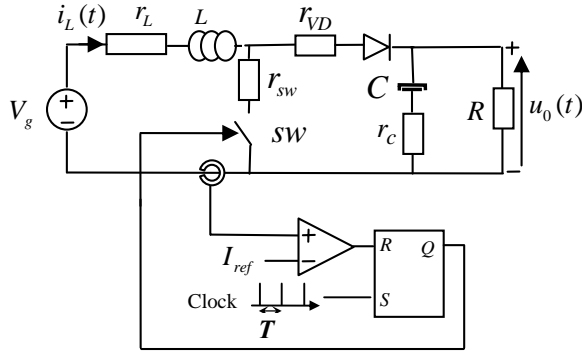 i_L(t)
r_L
L
r_VD
V_g
+
−
r_sw
sw
C
r_c
R
+
u_0(t)
−
I_ref
+
−
R
Q
S
Clock
T